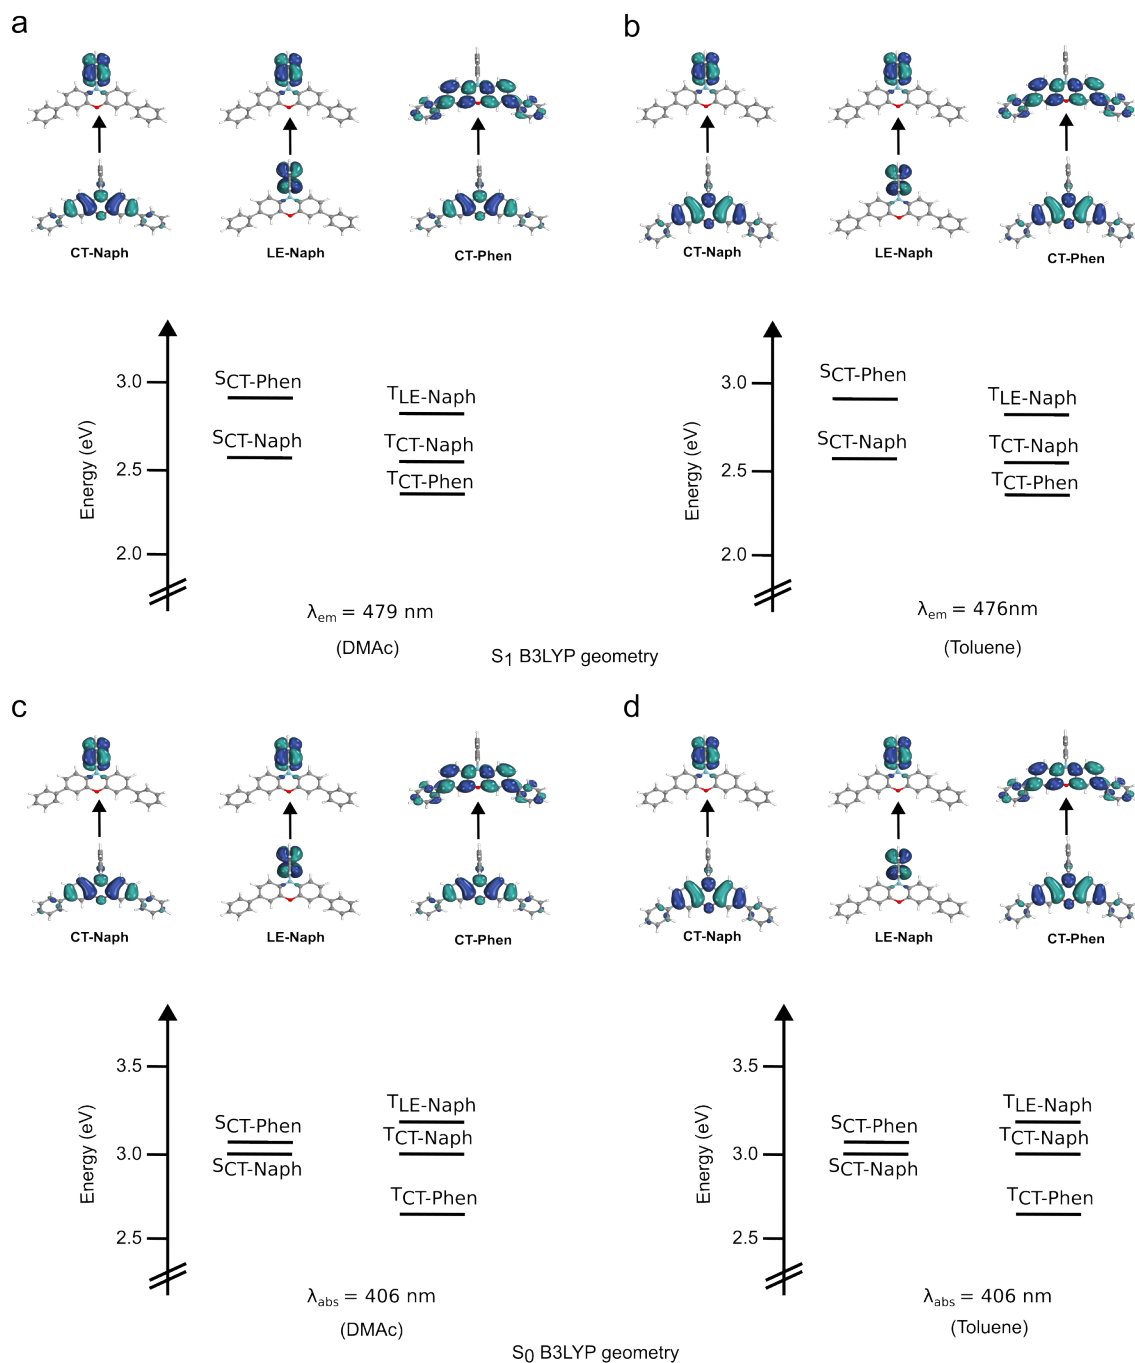 a
b
CT-Naph
LE-Naph
CT-Phen
CT-Naph
LE-Naph
CT-Phen
Energy (eV)
3.0
2.5
2.0
SCT-Phen
SCT-Naph
TLE-Naph
TCT-Naph
TCT-Phen
λem = 479 nm
(DMAc)
Energy (eV)
3.0
2.5
2.0
SCT-Phen
SCT-Naph
TLE-Naph
TCT-Naph
TCT-Phen
λem = 476nm
(Toluene)
S1 B3LYP geometry
c
d
CT-Naph
LE-Naph
CT-Phen
CT-Naph
LE-Naph
CT-Phen
Energy (eV)
3.5
3.0
2.5
SCT-Phen
SCT-Naph
TLE-Naph
TCT-Naph
TCT-Phen
λabs = 406 nm
(DMAc)
Energy (eV)
3.5
3.0
2.5
SCT-Phen
SCT-Naph
TLE-Naph
TCT-Naph
TCT-Phen
λabs = 406 nm
(Toluene)
S0 B3LYP geometry